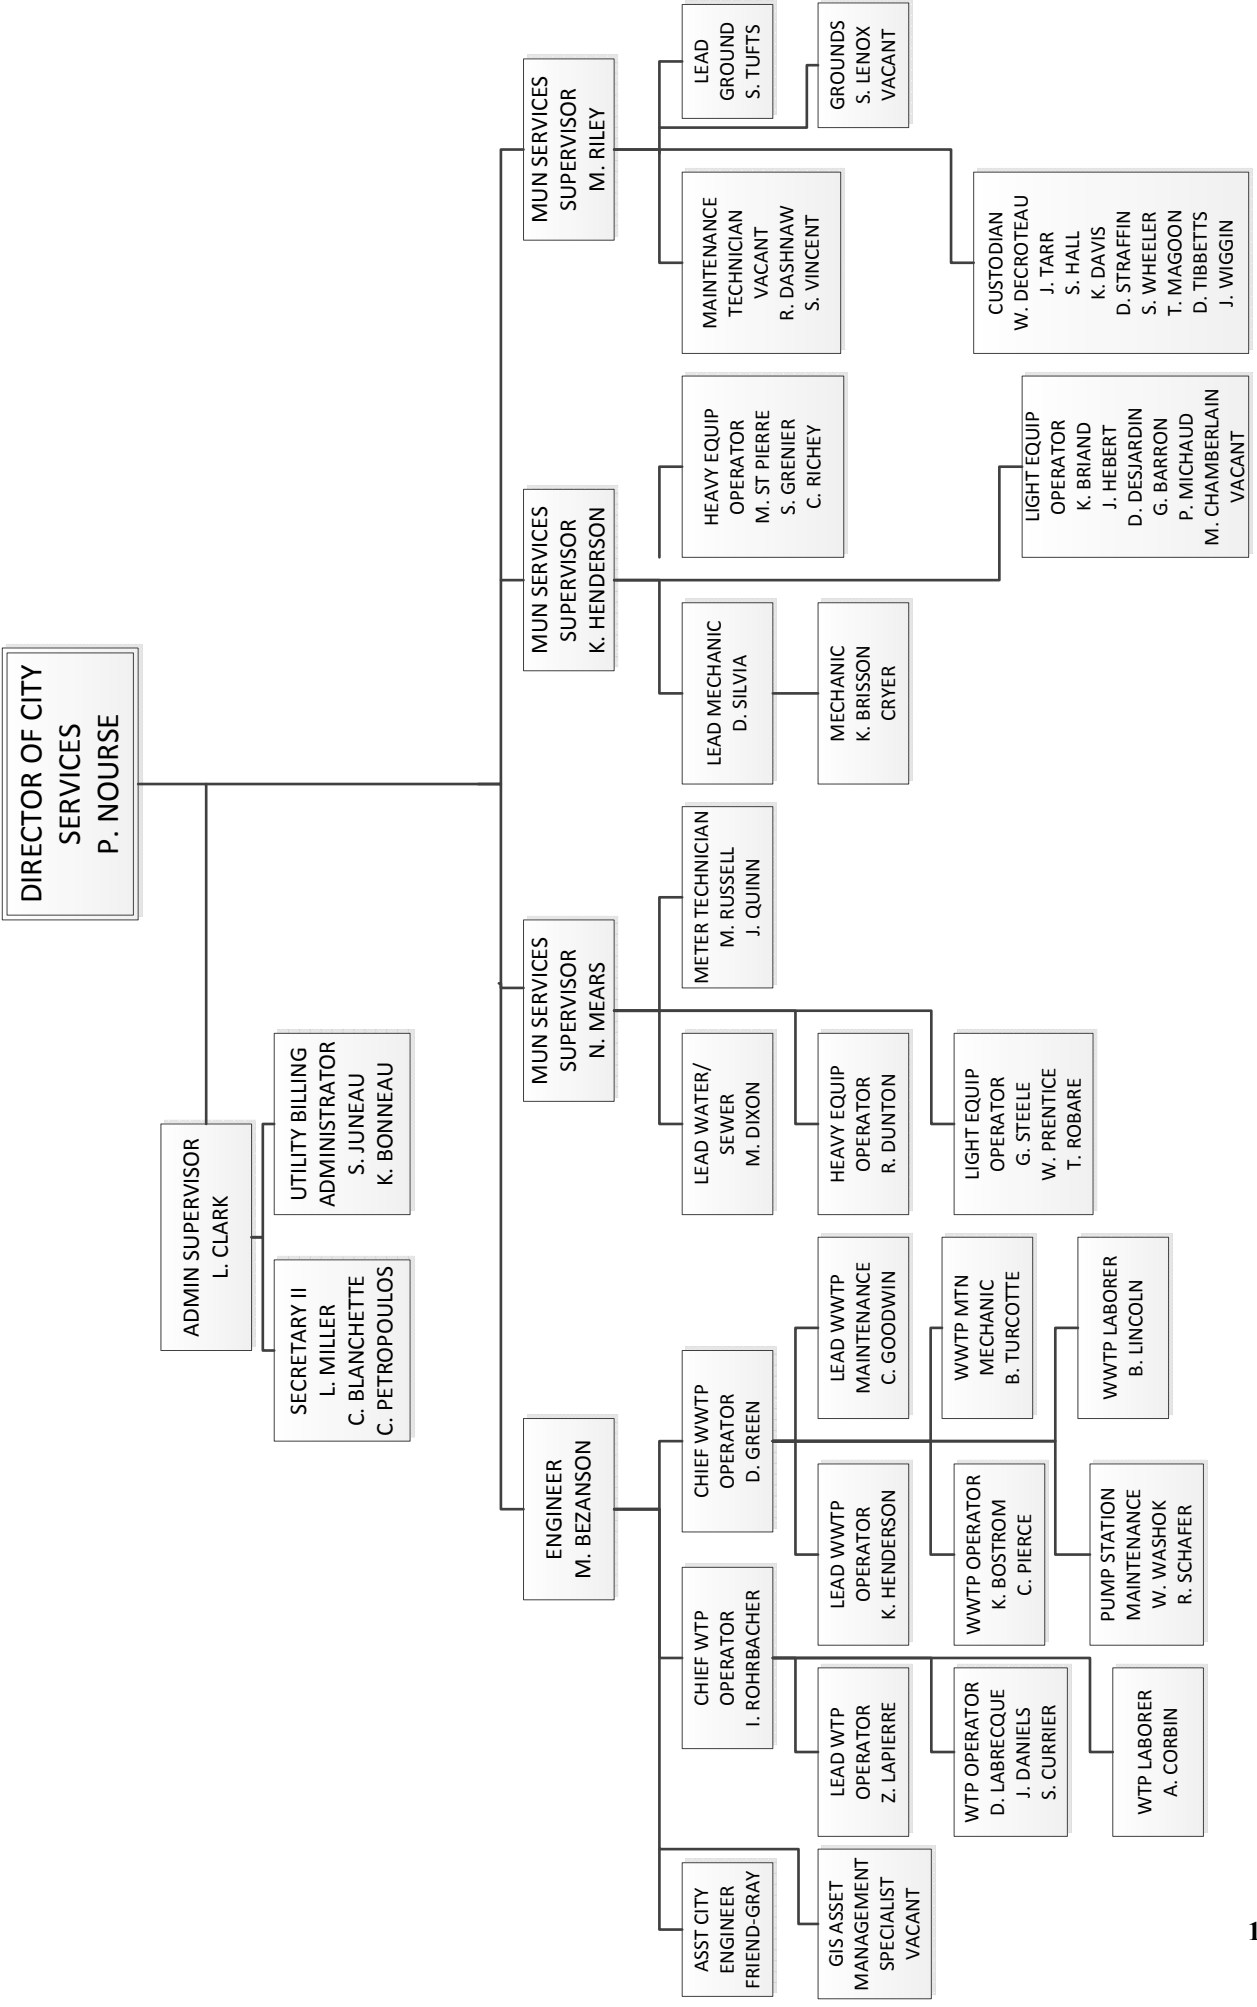 DIRECTOR OF CITY
SERVICES
P. NOURSE
ADMIN SUPERVISOR
L. CLARK
SECRETARY II
L. MILLER
C. BLANCHETTE
C. PETROPOULOS
UTILITY BILLING
ADMINISTRATOR
S. JUNEAU
K. BONNEAU
ENGINEER
M. BEZANSON
MUN SERVICES
SUPERVISOR
N. MEARS
MUN SERVICES
SUPERVISOR
K. HENDERSON
MUN SERVICES
SUPERVISOR
M. RILEY
ASST CITY
ENGINEER
FRIEND-GRAY
GIS ASSET
MANAGEMENT
SPECIALIST
VACANT
CHIEF WTP
OPERATOR
I. ROHRBACHER
LEAD WTP
OPERATOR
Z. LAPIERRE
WTP OPERATOR
D. LABRECQUE
J. DANIELS
S. CURRIER
WTP LABORER
A. CORBIN
CHIEF WWTP
OPERATOR
D. GREEN
LEAD WWTP
OPERATOR
K. HENDERSON
LEAD WWTP
MAINTENANCE
C. GOODWIN
WWTP OPERATOR
K. BOSTROM
C. PIERCE
WWTP MTN
MECHANIC
B. TURCOTTE
PUMP STATION
MAINTENANCE
W. WASHOK
R. SCHAFER
WWTP LABORER
B. LINCOLN
LEAD WATER/
SEWER
M. DIXON
METER TECHNICIAN
M. RUSSELL
J. QUINN
HEAVY EQUIP
OPERATOR
R. DUNTON
LIGHT EQUIP
OPERATOR
G. STEELE
W. PRENTICE
T. ROBARE
LEAD MECHANIC
D. SILVIA
MECHANIC
K. BRISSON
CRYER
HEAVY EQUIP
OPERATOR
M. ST PIERRE
S. GRENIER
C. RICHEY
LIGHT EQUIP
OPERATOR
K. BRIAND
J. HEBERT
D. DESJARDIN
G. BARRON
P. MICHAUD
M. CHAMBERLAIN
VACANT
MAINTENANCE
TECHNICIAN
VACANT
R. DASHNAW
S. VINCENT
LEAD
GROUND
S. TUFTS
GROUNDS
S. LENOX
VACANT
CUSTODIAN
W. DECROTEAU
J. TARR
S. HALL
K. DAVIS
D. STRAFFIN
S. WHEELER
T. MAGOON
D. TIBBETTS
J. WIGGIN
1